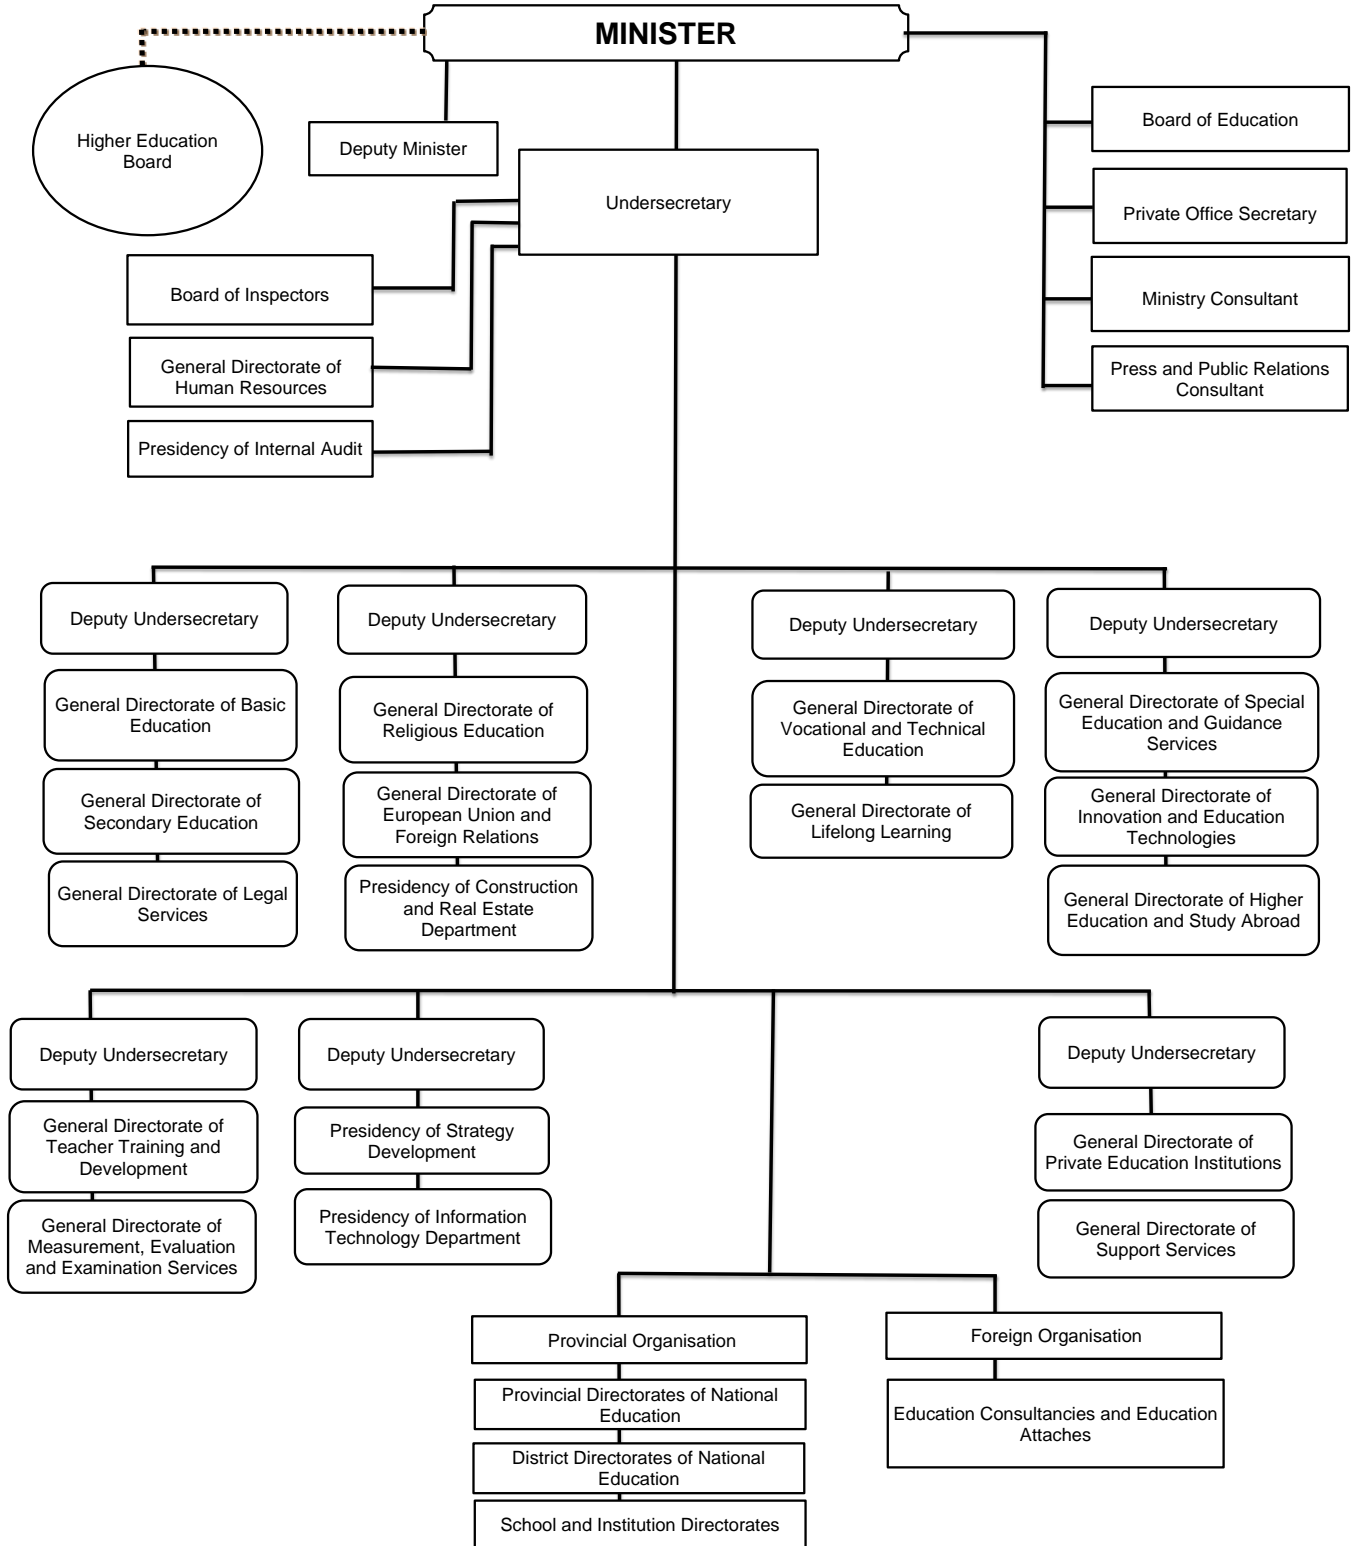 MINISTER
Higher Education
Board
Deputy Minister
Undersecretary
Board of Education
Private Office Secretary
Ministry Consultant
Press and Public Relations
Consultant
Board of Inspectors
General Directorate of
Human Resources
Presidency of Internal Audit
Deputy Undersecretary
General Directorate of Basic
Education
General Directorate of
Secondary Education
General Directorate of Legal
Services
Deputy Undersecretary
General Directorate of
Religious Education
General Directorate of
European Union and
Foreign Relations
Presidency of Construction
and Real Estate
Department
Deputy Undersecretary
General Directorate of
Vocational and Technical
Education
General Directorate of
Lifelong Learning
Deputy Undersecretary
General Directorate of Special
Education and Guidance
Services
General Directorate of
Innovation and Education
Technologies
General Directorate of Higher
Education and Study Abroad
Deputy Undersecretary
General Directorate of
Teacher Training and
Development
General Directorate of
Measurement, Evaluation
and Examination Services
Deputy Undersecretary
Presidency of Strategy
Development
Presidency of Information
Technology Department
Deputy Undersecretary
General Directorate of
Private Education Institutions
General Directorate of
Support Services
Provincial Organisation
Provincial Directorates of National
Education
District Directorates of National
Education
School and Institution Directorates
Foreign Organisation
Education Consultancies and Education
Attaches